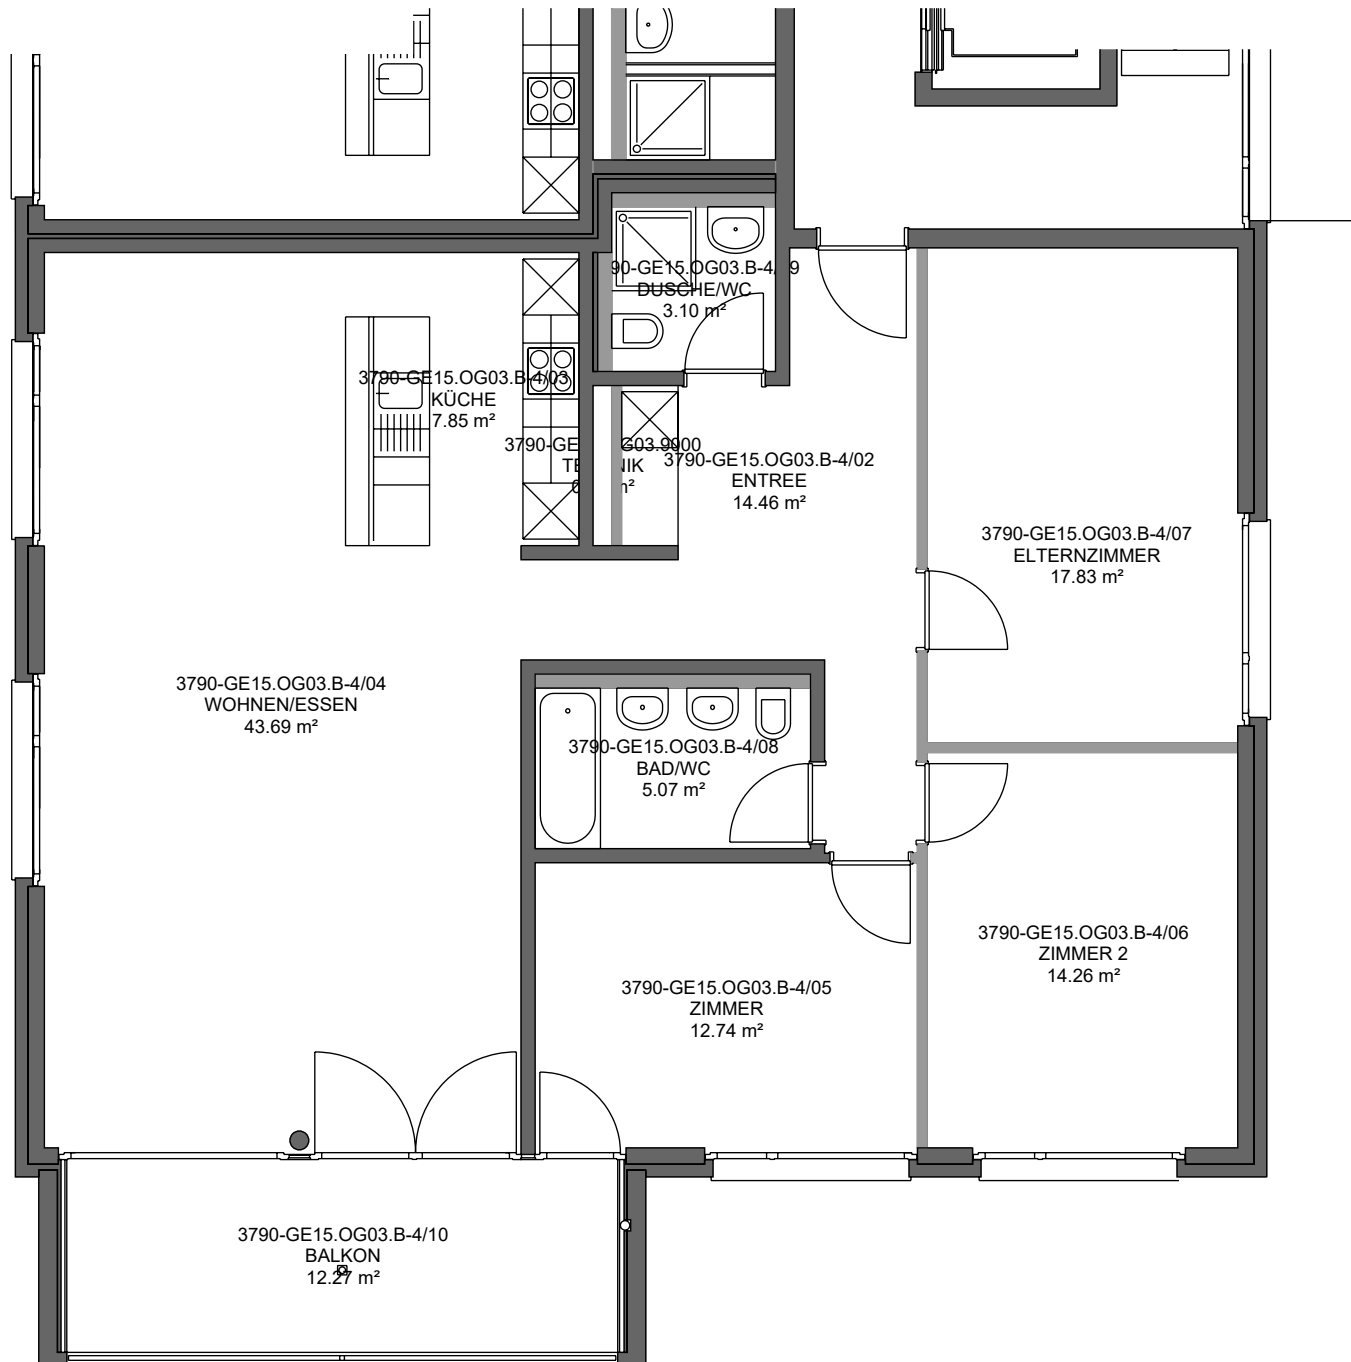 90-GE15.OG03.B-4/ 9
DUSCHE/WC
3.10 m²
3790-GE15.OG03.B-4/03
KÜCHE
7.85 m²
3790-GE OG03.9000
3790-GE15.OG03.B-4/02
ENTREE
14.46 m²
3790-GE15.OG03.B-4/07
ELTERNZIMMER
17.83 m²
3790-GE15.OG03.B-4/04
WOHNEN/ESSEN
43.69 m²
3790-GE15.OG03.B-4/08
BAD/WC
5.07 m²
3790-GE15.OG03.B-4/06
ZIMMER 2
14.26 m²
3790-GE15.OG03.B-4/05
ZIMMER
12.74 m²
3790-GE15.OG03.B-4/10
BALKON
12.27 m²